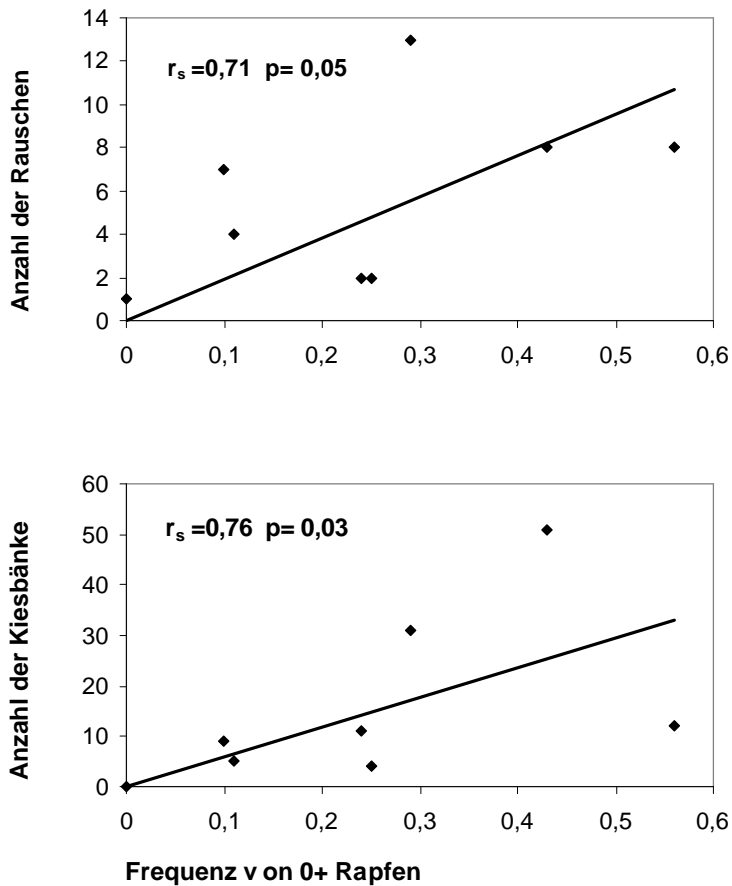 Anzahl der Rauschen
14
12
10
8
6
4
2
0
r_s =0,71 p= 0,05
0 0,1 0,2 0,3 0,4 0,5 0,6
Anzahl der Kiesbänke
60
50
40
30
20
10
0
r_s =0,76 p= 0,03
0 0,1 0,2 0,3 0,4 0,5 0,6
Frequenz v on 0+ Rapfen